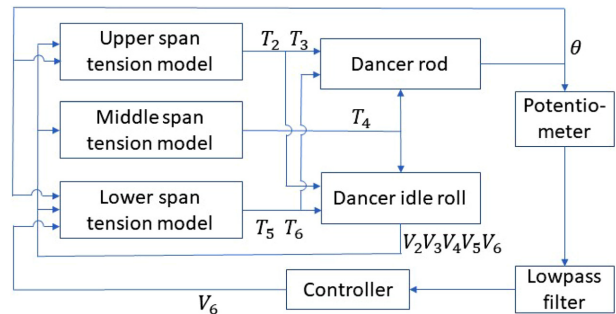 Upper span
tension model
T₂ T₃
Dancer rod
θ
Potentio-
meter
Middle span
tension model
T₄
Lower span
tension model
T₅ T₆
Dancer idle roll
V₂V₃V₄V₅V₆
Lowpass
filter
Controller
V₆